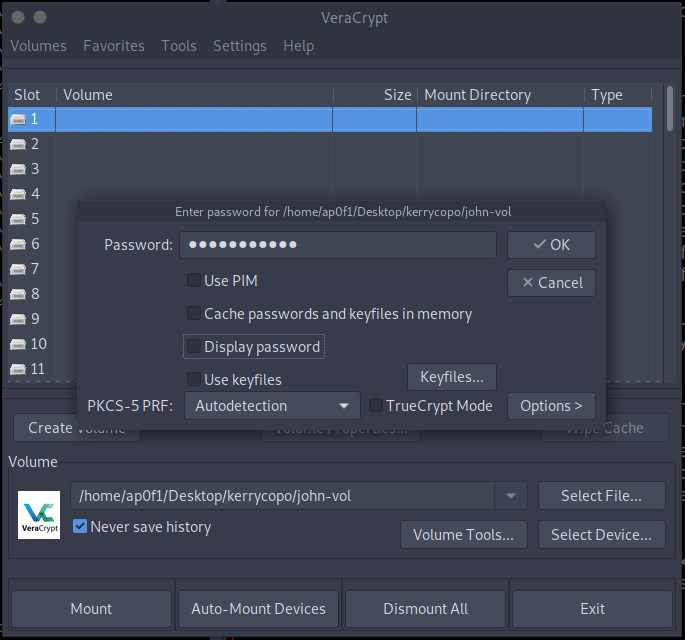 VeraCrypt
Volumes Favorites Tools Settings Help
Slot Volume Size Mount Directory Type
1
2
3
4
5
6
7
8
9
10
11
Enter password for /home/ap0f1/Desktop/kerrycopo/john-vol
Password: ●●●●●●●●●●● OK
Use PIM Cancel
Cache passwords and keyfiles in memory
Display password
Use keyfiles Keyfiles...
PKCS-5 PRF: Autodetection TrueCrypt Mode Options >
Create Volume Volume Properties... Wipe Cache
Volume
VeraCrypt /home/ap0f1/Desktop/kerrycopo/john-vol Select File...
Never save history Volume Tools... Select Device...
Mount Auto-Mount Devices Dismount All Exit